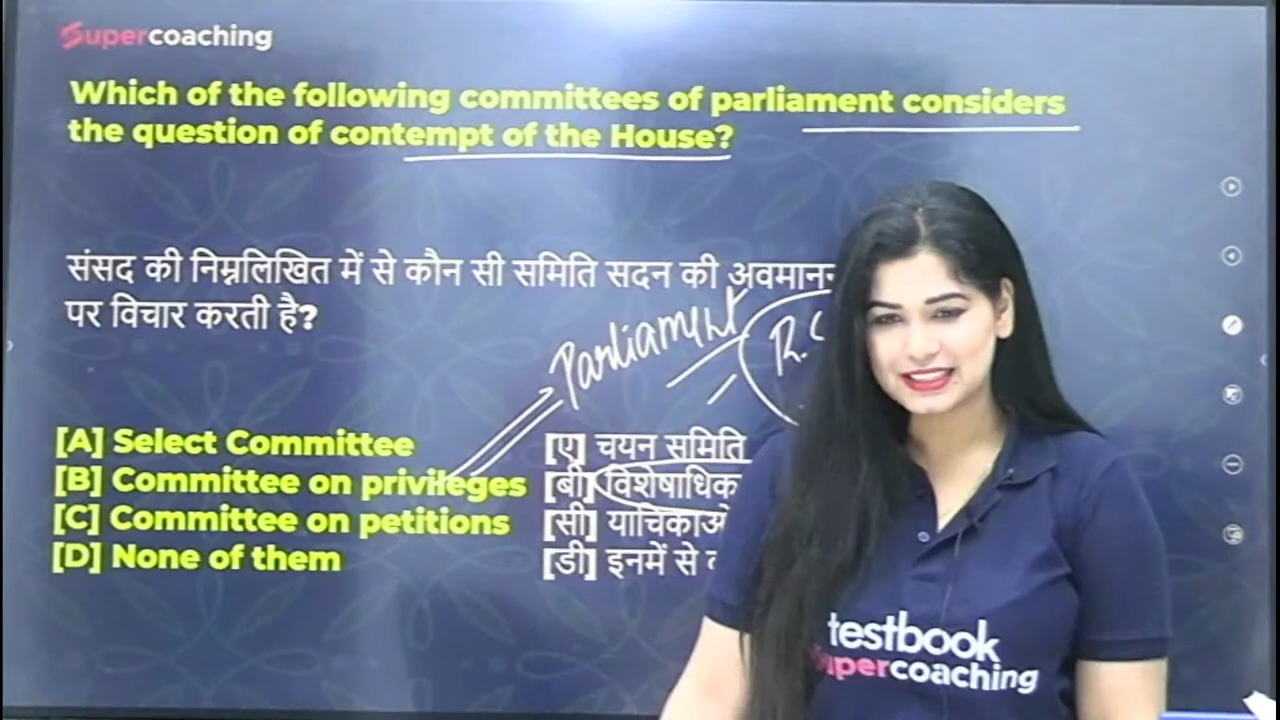 Supercoaching
Which of the following committees of parliament considers
the question of contempt of the House?
संसद की निम्नलिखित में से कौन सी समिति सदन की
पर विचार करती है?
Parliament
[A] Select Committee
[B] Committee on privileges
[C] Committee on petitions
[D] None of them
[ए] चयन समिति
[बी] विशेषाधिक
[सी] याचिकाओ
[डी] इनमें से
testbook
supercoaching